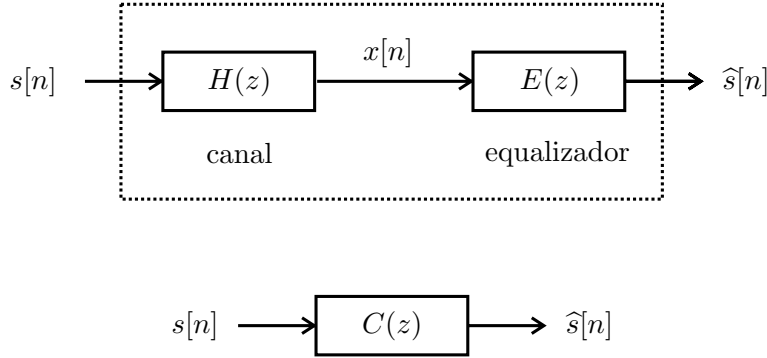 s[n] H(z) x[n] E(z) ŝ[n]
canal equalizador
s[n] C(z) ŝ[n]